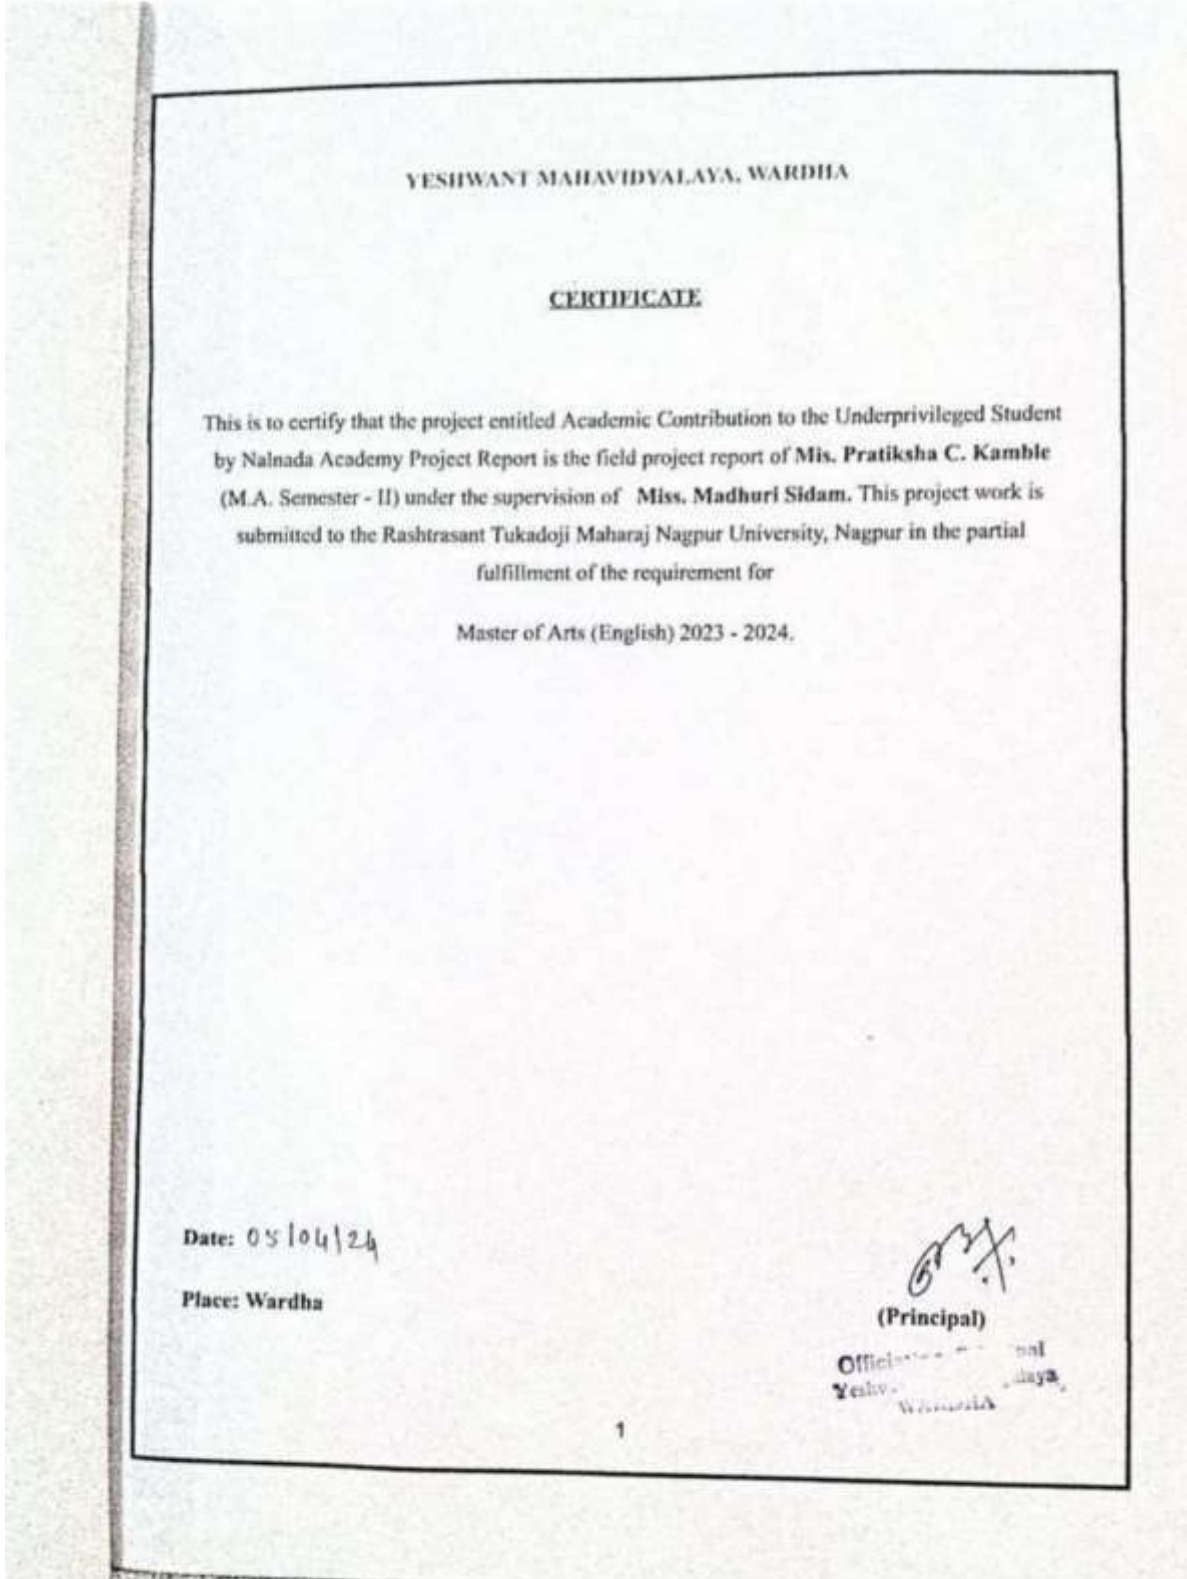 YESHWANT MAHAVIDYALAYA, WARDHA
CERTIFICATE
This is to certify that the project entitled Academic Contribution to the Underprivileged Student
by Nalnada Academy Project Report is the field project report of Mis. Pratiksha C. Kamble
(M.A. Semester - II) under the supervision of Miss. Madhuri Sidam. This project work is
submitted to the Rashtrasant Tukadoji Maharaj Nagpur University, Nagpur in the partial
fulfillment of the requirement for
Master of Arts (English) 2023 - 2024.
Date: 05/04/24
Place: Wardha
(Principal)
WARDHA
1